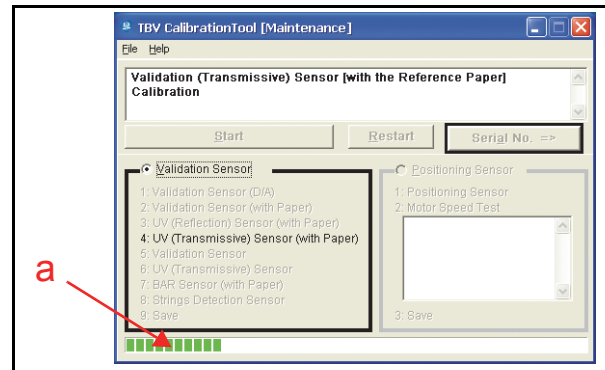 TBV CalibrationTool [Maintenance]
File Help
Validation (Transmissive) Sensor [with the Reference Paper]
Calibration
Start Restart Serial No. =>
Validation Sensor
1: Validation Sensor (D/A)
2: Validation Sensor (with Paper)
3: UV (Reflection) Sensor (with Paper)
4: UV (Transmissive) Sensor (with Paper)
5: Validation Sensor
6: UV (Transmissive) Sensor
7: BAR Sensor (with Paper)
8: Strings Detection Sensor
9: Save
Positioning Sensor
1: Positioning Sensor
2: Motor Speed Test
3: Save
a